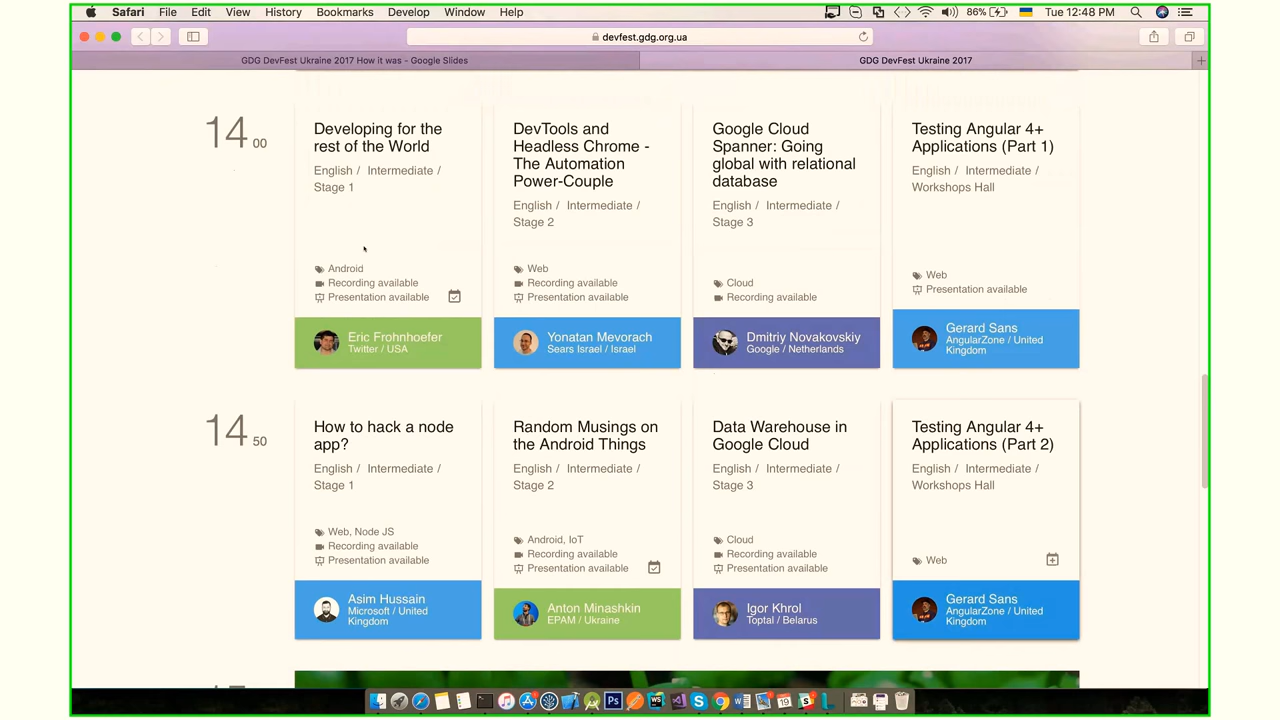 Safari File Edit View History Bookmarks Develop Window Help
86% Tue 12:48 PM
devfest.gdg.org.ua
GDG DevFest Ukraine 2017 How it was - Google Slides
GDG DevFest Ukraine 2017
14 00
Developing for the
rest of the World
English / Intermediate /
Stage 1
Android
Recording available
Presentation available
Eric Frohnhoefer
Twitter / USA
DevTools and
Headless Chrome -
The Automation
Power-Couple
English / Intermediate /
Stage 2
Web
Recording available
Presentation available
Yonatan Mevorach
Sears Israel / Israel
Google Cloud
Spanner: Going
global with relational
database
English / Intermediate /
Stage 3
Cloud
Recording available
Dmitriy Novakovskiy
Google / Netherlands
Testing Angular 4+
Applications (Part 1)
English / Intermediate /
Workshops Hall
Web
Presentation available
Gerard Sans
AngularZone / United
Kingdom
14 50
How to hack a node
app?
English / Intermediate /
Stage 1
Web, Node JS
Recording available
Presentation available
Asim Hussain
Microsoft / United
Kingdom
Random Musings on
the Android Things
English / Intermediate /
Stage 2
Android, IoT
Recording available
Presentation available
Anton Minashkin
EPAM / Ukraine
Data Warehouse in
Google Cloud
English / Intermediate /
Stage 3
Cloud
Recording available
Presentation available
Igor Khrol
Toptal / Belarus
Testing Angular 4+
Applications (Part 2)
English / Intermediate /
Workshops Hall
Web
Gerard Sans
AngularZone / United
Kingdom
Ps
WS
19